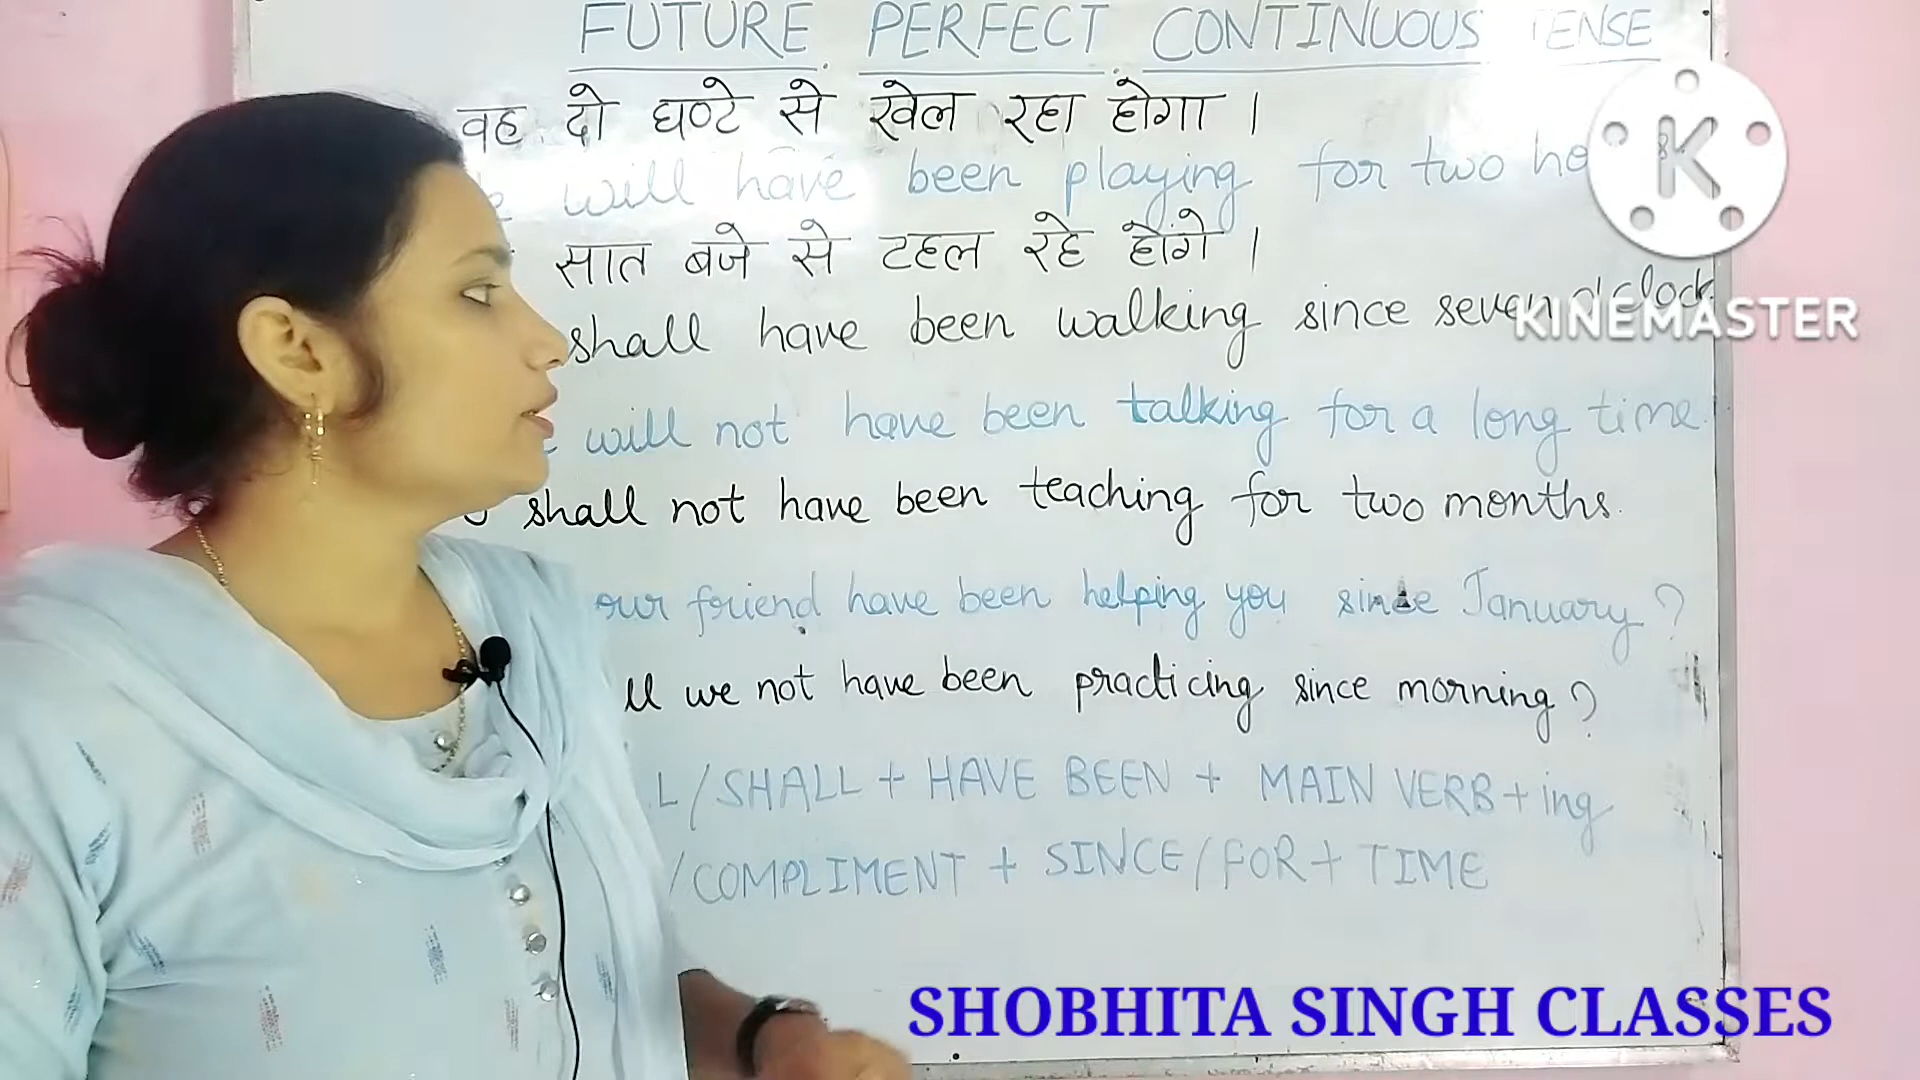 FUTURE PERFECT CONTINUOUS TENSE
वह दो घण्टे से खेल रहा होगा ।
will have been playing for two
सात बजे से टहल रहे होंगे ।
shall have been walking since seven o'clock.
will not have been talking for a long time.
shall not have been teaching for two months.
our friend have been helping you since January?
we not have been practicing since morning?
/SHALL + HAVE BEEN + MAIN VERB + ing
/COMPLIMENT + SINCE/FOR + TIME
K
KINEMASTER
SHOBHITA SINGH CLASSES